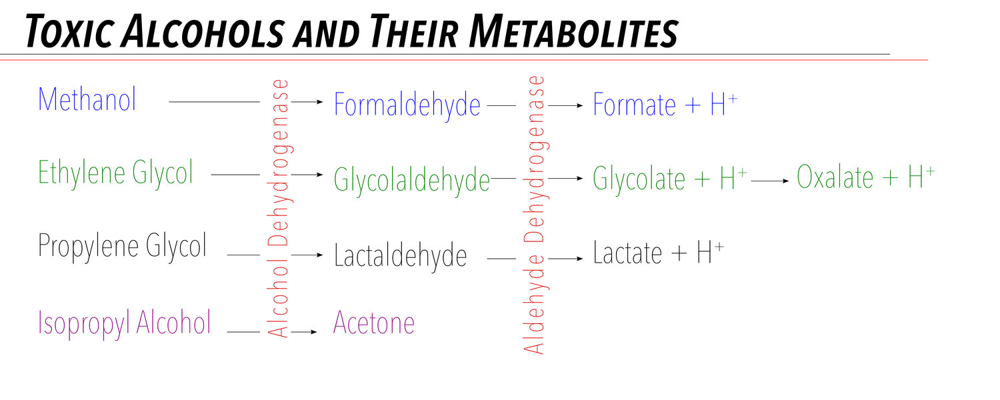 Toxic Alcohols and Their Metabolites
Methanol
Formaldehyde
Formate + H⁺
Ethylene Glycol
Glycolaldehyde
Glycolate + H⁺
Oxalate + H⁺
Propylene Glycol
Lactaldehyde
Lactate + H⁺
Isopropyl Alcohol
Acetone
Alcohol Dehydrogenase
Aldehyde Dehydrogenase